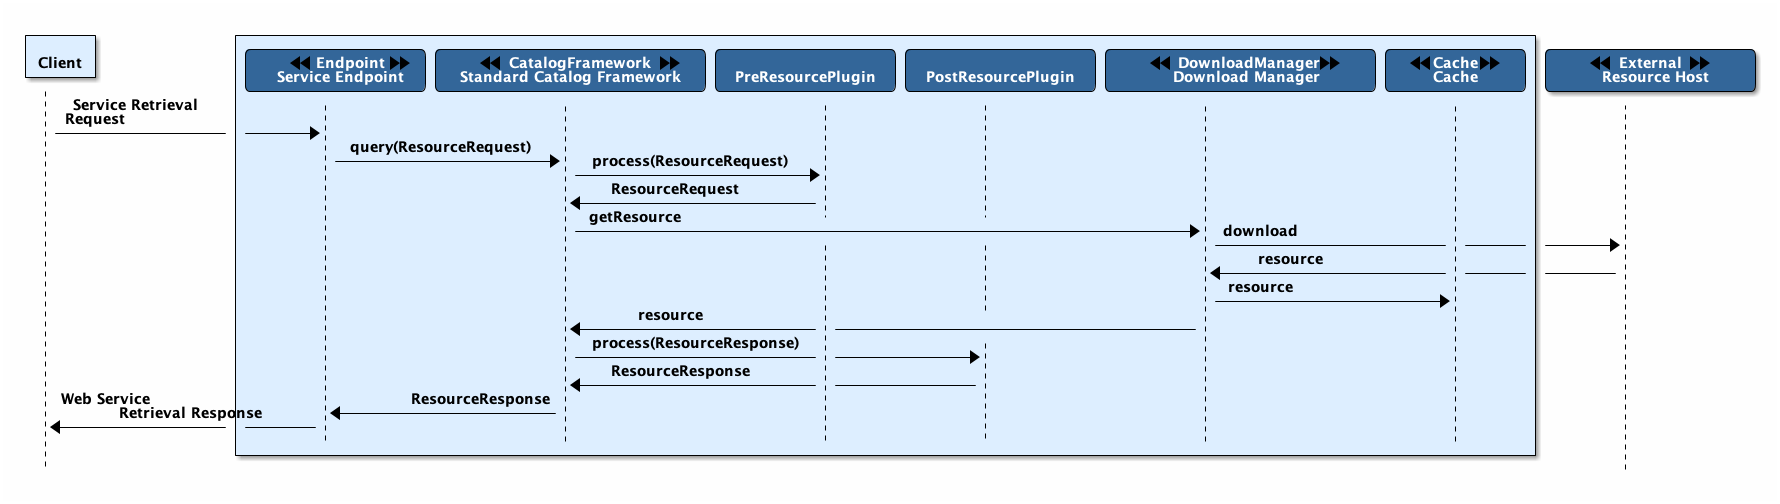 Client
Endpoint
Service Endpoint
CatalogFramework
Standard Catalog Framework
PreResourcePlugin
PostResourcePlugin
DownloadManager
Download Manager
Cache
Cache
External
Resource Host
Service Retrieval
Request
query(ResourceRequest)
process(ResourceRequest)
ResourceRequest
getResource
download
resource
resource
resource
process(ResourceResponse)
ResourceResponse
ResourceResponse
Web Service
Retrieval Response